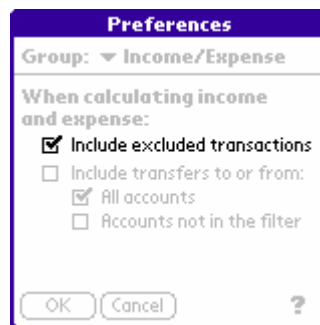 Preferences
Group: Income/Expense
When calculating income
and expense:
Include excluded transactions
Include transfers to or from:
All accounts
Accounts not in the filter
OK Cancel ?